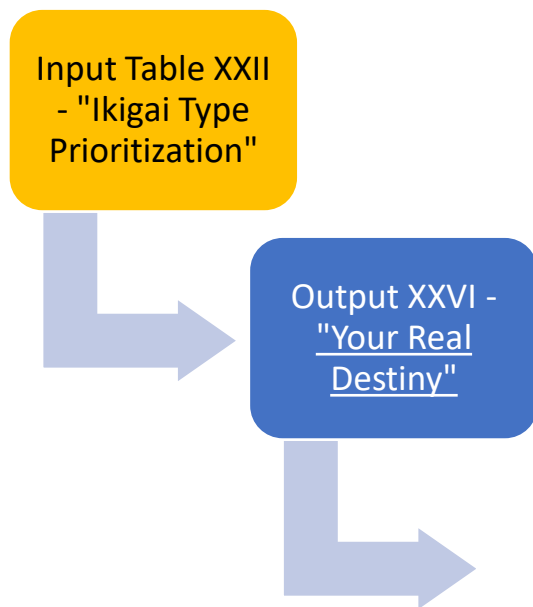 Input Table XXII
- "Ikigai Type
Prioritization"
Output XXVI -
"Your Real
Destiny"